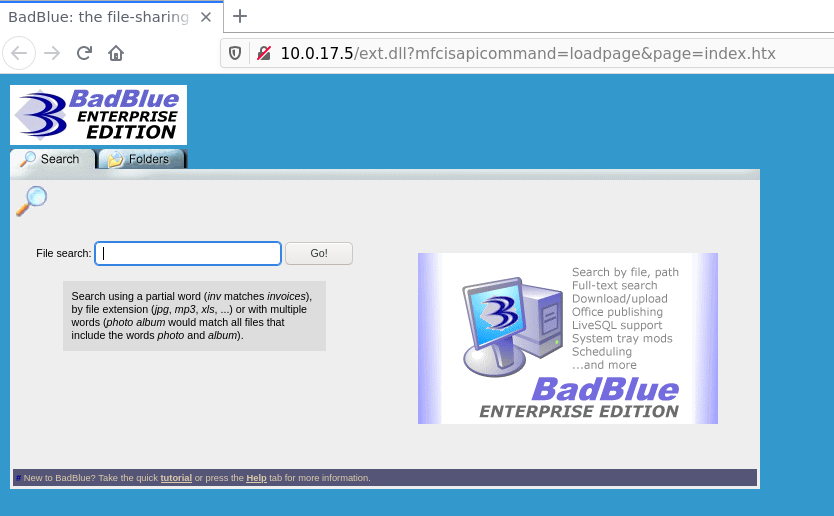 BadBlue: the file-sharing
10.0.17.5/ext.dll?mfcisapicommand=loadpage&page=index.htx
BadBlue
ENTERPRISE
EDITION
Search Folders
File search: Go!
Search using a partial word (inv matches invoices),
by file extension (jpg, mp3, xls, ...) or with multiple
words (photo album would match all files that
include the words photo and album).
Search by file, path
Full-text search
Download/upload
Office publishing
LiveSQL support
System tray mods
Scheduling
...and more
BadBlue
ENTERPRISE EDITION
# New to BadBlue? Take the quick tutorial or press the Help tab for more information.